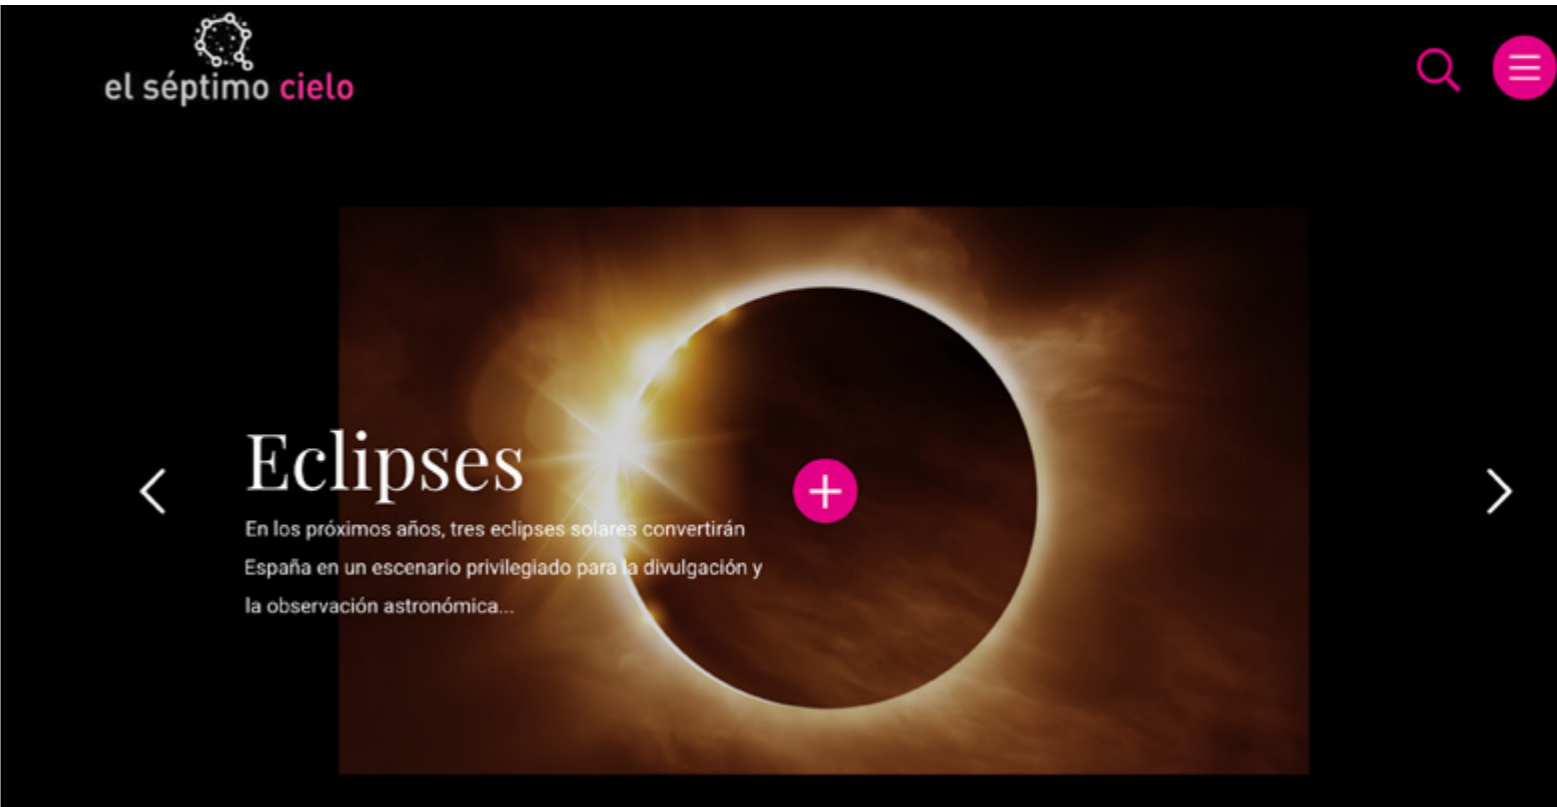 el séptimo cielo
Eclipses
En los próximos años, tres eclipses solares convertirán
España en un escenario privilegiado para la divulgación y
la observación astronómica...